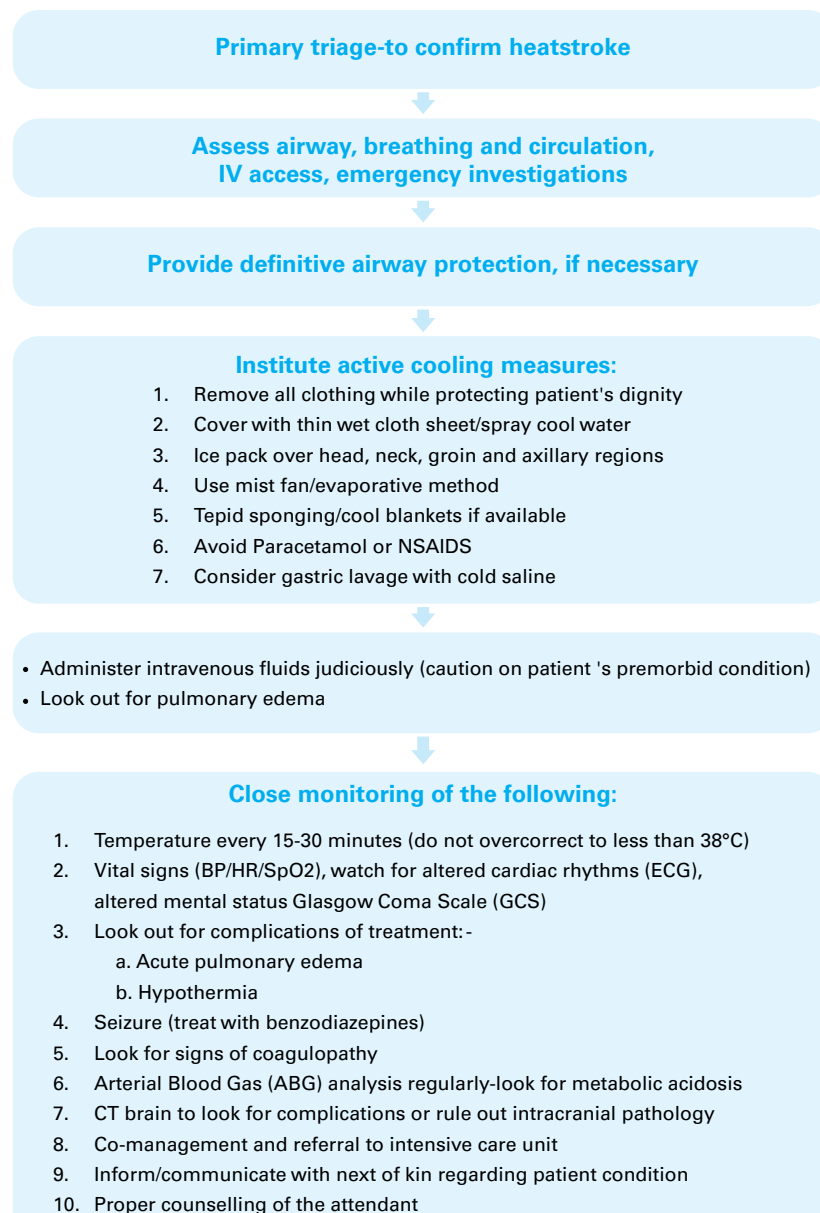 Primary triage-to confirm heatstroke
Assess airway, breathing and circulation,
IV access, emergency investigations
Provide definitive airway protection, if necessary
Institute active cooling measures:
1. Remove all clothing while protecting patient's dignity
2. Cover with thin wet cloth sheet/spray cool water
3. Ice pack over head, neck, groin and axillary regions
4. Use mist fan/evaporative method
5. Tepid sponging/cool blankets if available
6. Avoid Paracetamol or NSAIDS
7. Consider gastric lavage with cold saline
• Administer intravenous fluids judiciously (caution on patient 's premorbid condition)
• Look out for pulmonary edema
Close monitoring of the following:
1. Temperature every 15-30 minutes (do not overcorrect to less than 38°C)
2. Vital signs (BP/HR/SpO2), watch for altered cardiac rhythms (ECG),
altered mental status Glasgow Coma Scale (GCS)
3. Look out for complications of treatment:-
a. Acute pulmonary edema
b. Hypothermia
4. Seizure (treat with benzodiazepines)
5. Look for signs of coagulopathy
6. Arterial Blood Gas (ABG) analysis regularly-look for metabolic acidosis
7. CT brain to look for complications or rule out intracranial pathology
8. Co-management and referral to intensive care unit
9. Inform/communicate with next of kin regarding patient condition
10. Proper counselling of the attendant